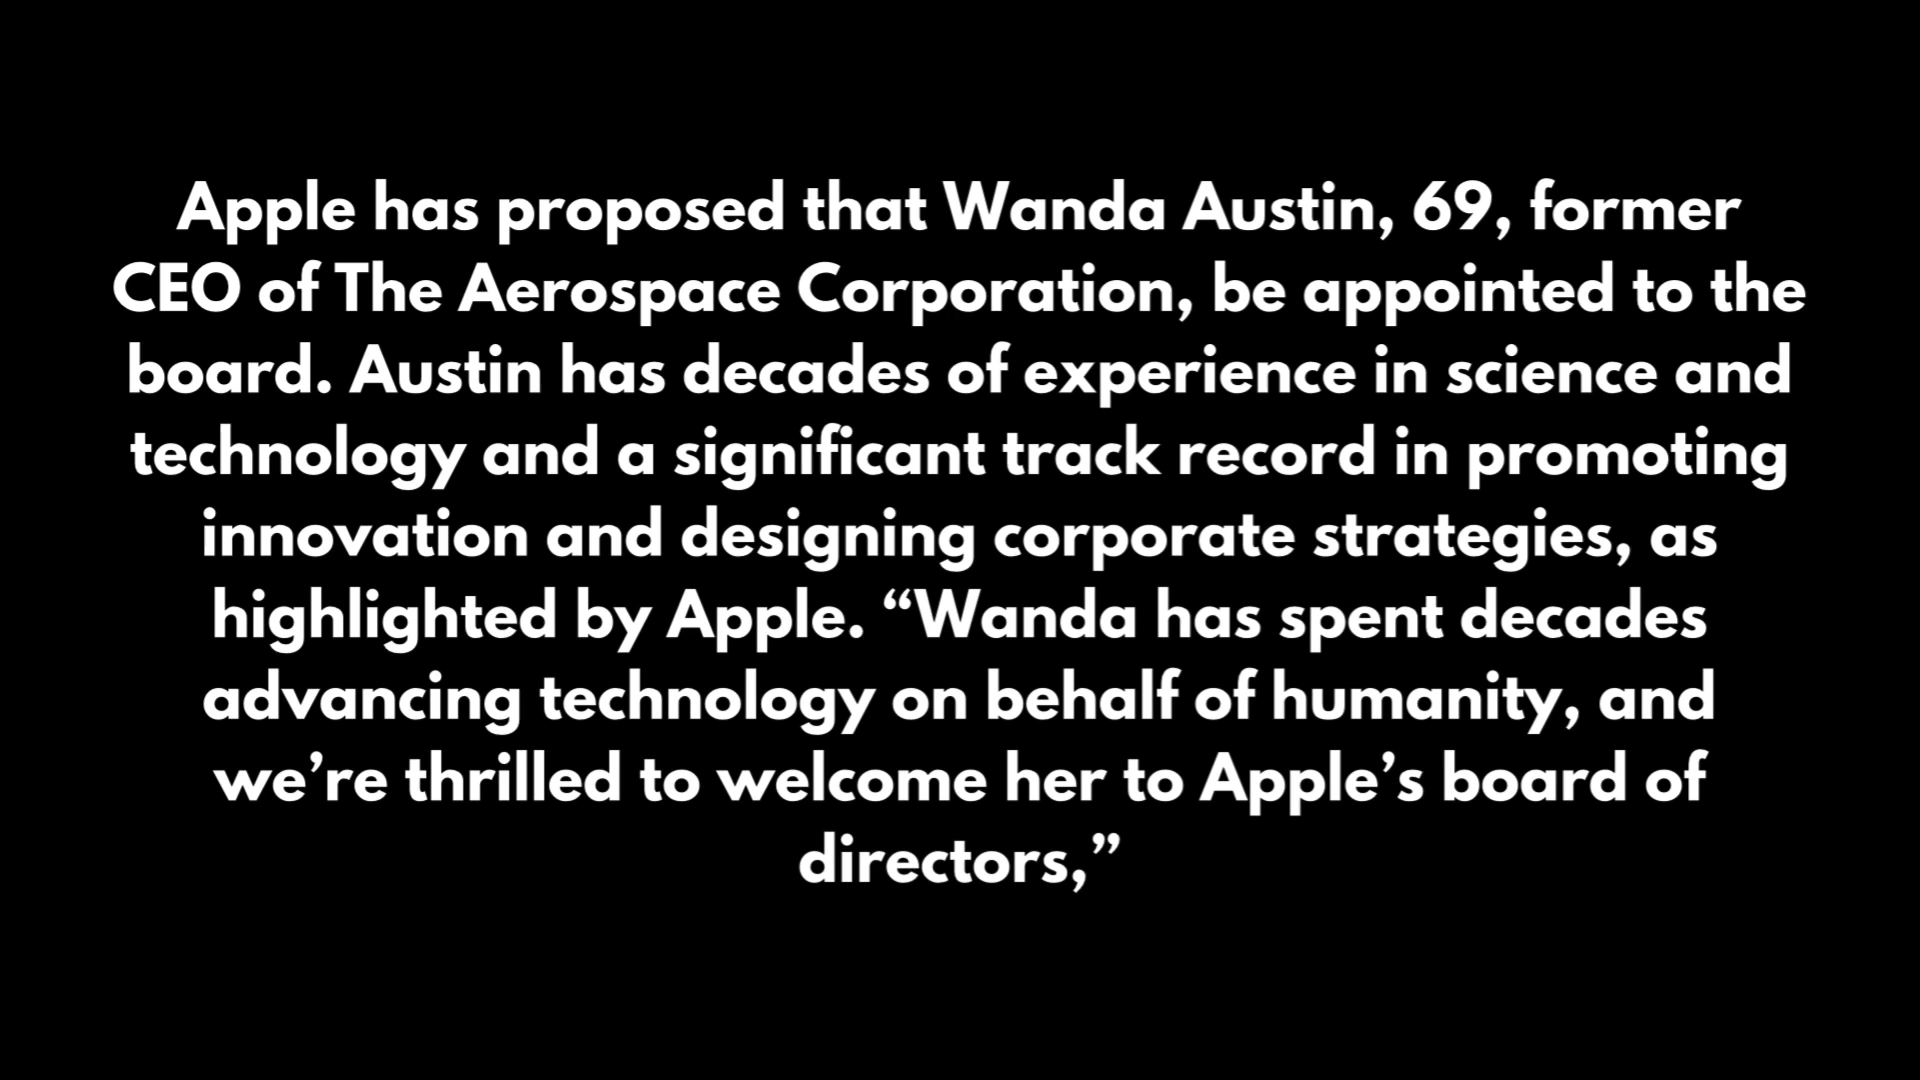 Apple has proposed that Wanda Austin, 69, former
CEO of The Aerospace Corporation, be appointed to the
board. Austin has decades of experience in science and
technology and a significant track record in promoting
innovation and designing corporate strategies, as
highlighted by Apple. “Wanda has spent decades
advancing technology on behalf of humanity, and
we’re thrilled to welcome her to Apple’s board of
directors,”